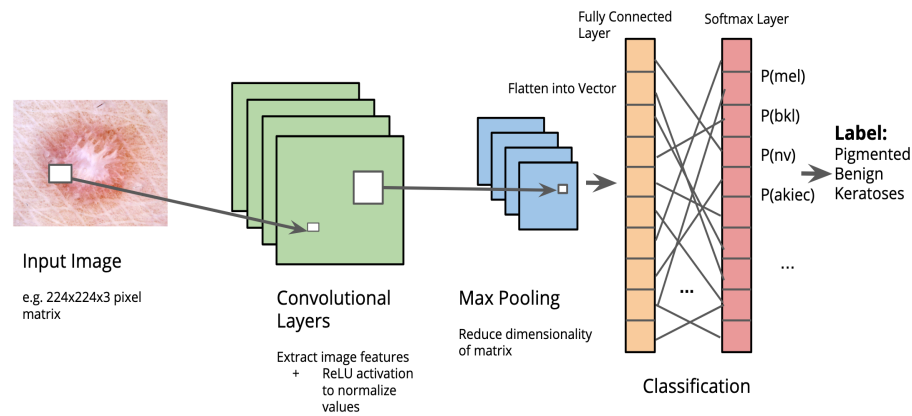 Fully Connected
Layer
Softmax Layer
Flatten into Vector
P(mel)
P(bkl)
P(nv)
P(akiec)
...
...
Label:
Pigmented
Benign
Keratoses
Input Image
e.g. 224x224x3 pixel
matrix
Convolutional
Layers
Extract image features
+ ReLU activation
to normalize
values
Max Pooling
Reduce dimensionality
of matrix
Classification